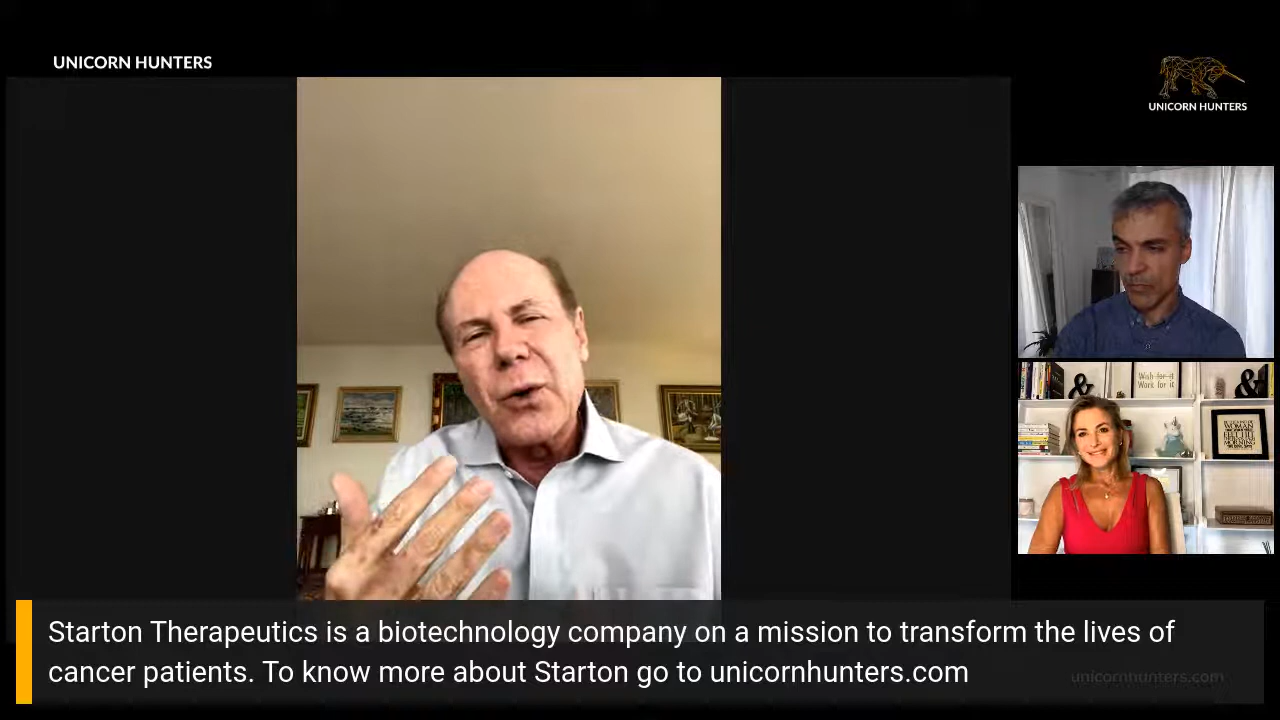 UNICORN HUNTERS
UNICORN HUNTERS
Wish for it
Work for it
&
&
Starton Therapeutics is a biotechnology company on a mission to transform the lives of
cancer patients. To know more about Starton go to unicornhunters.com
unicornhunters.com